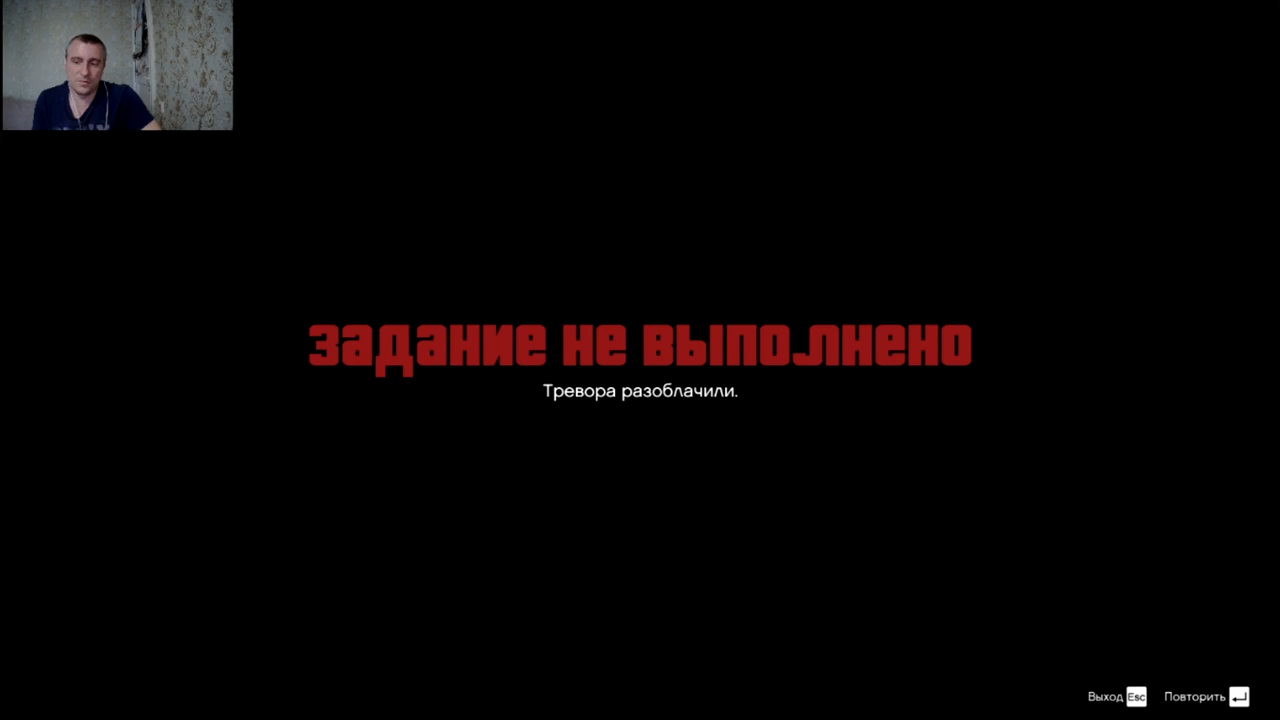 задание не выполнено
Тревора разоблачили.
Выход Esc Повторить